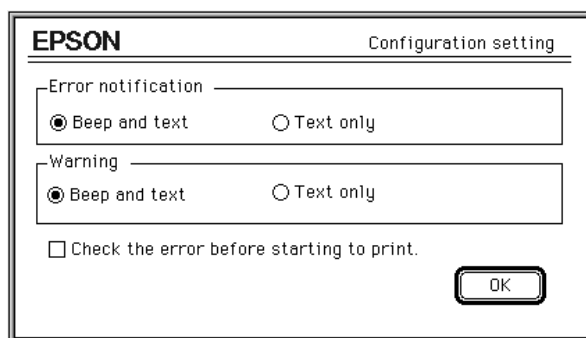 EPSON Configuration setting
Error notification
Beep and text Text only
Warning
Beep and text Text only
Check the error before starting to print.
OK